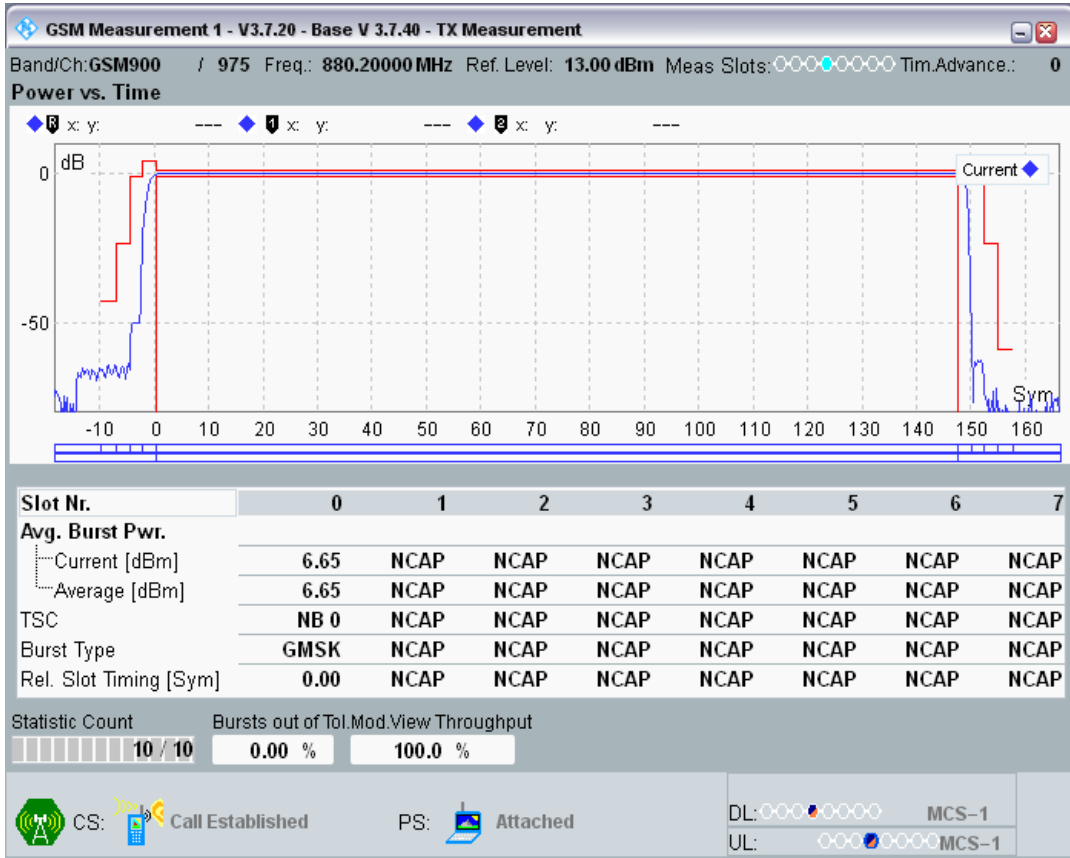 GSM Measurement 1 - V3.7.20 - Base V 3.7.40 - TX Measurement
Band/Ch:GSM900 / 975 Freq.: 880.20000 MHz Ref. Level: 13.00 dBm Meas Slots: Tim.Advance.: 0
Power vs. Time
R x: y: --- 1 x: y: --- 2 x: y: ---
dB
Current
0
-50
Sym
-10 0 10 20 30 40 50 60 70 80 90 100 110 120 130 140 150 160
Slot Nr. 0 1 2 3 4 5 6 7
Avg. Burst Pwr.
Current [dBm] 6.65 NCAP NCAP NCAP NCAP NCAP NCAP NCAP
Average [dBm] 6.65 NCAP NCAP NCAP NCAP NCAP NCAP NCAP
TSC NB 0 NCAP NCAP NCAP NCAP NCAP NCAP NCAP
Burst Type GMSK NCAP NCAP NCAP NCAP NCAP NCAP NCAP
Rel. Slot Timing [Sym] 0.00 NCAP NCAP NCAP NCAP NCAP NCAP NCAP
Statistic Count Bursts out of Tol.Mod.View Throughput
10 / 10 0.00 % 100.0 %
CS: Call Established PS: Attached
DL: MCS-1
UL: MCS-1